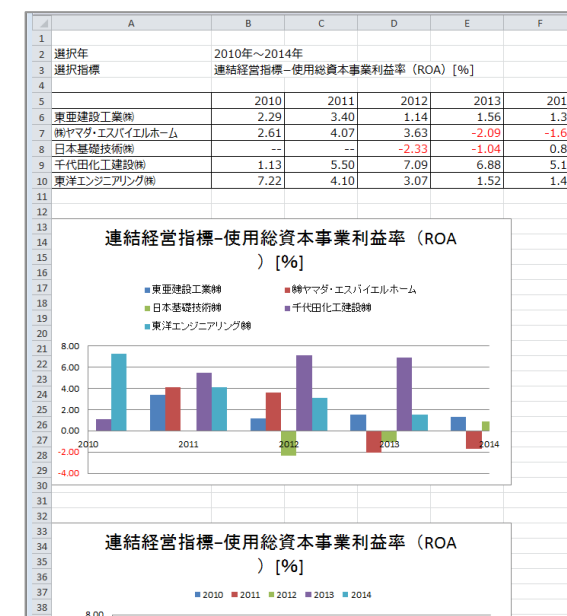 A B C D E F
1
2 選択年 2010年～2014年
3 選択指標 連結経営指標−使用総資本事業利益率（ROA）[%]
4
5 2010 2011 2012 2013 201
6 東亜建設工業㈱ 2.29 3.40 1.14 1.56 1.3
7 ㈱ヤマダ・エスバイエルホーム 2.61 4.07 3.63 -2.09 -1.6
8 日本基礎技術㈱ -- -- -2.33 -1.04 0.8
9 千代田化工建設㈱ 1.13 5.50 7.09 6.88 5.1
10 東洋エンジニアリング㈱ 7.22 4.10 3.07 1.52 1.4
11
12
13
14
15
16
17
18
19
20
21
22
23
24
25
26
27
28
29
30
31
32
33
34
35
36
37
38
連結経営指標−使用総資本事業利益率（ROA
）[%]
東亜建設工業㈱ ㈱ヤマダ・エスバイエルホーム
日本基礎技術㈱ 千代田化工建設㈱
東洋エンジニアリング㈱
8.00
6.00
4.00
2.00
0.00
2010 2011 2012 2013 2014
-2.00
-4.00
連結経営指標−使用総資本事業利益率（ROA
）[%]
2010 2011 2012 2013 2014
8.00